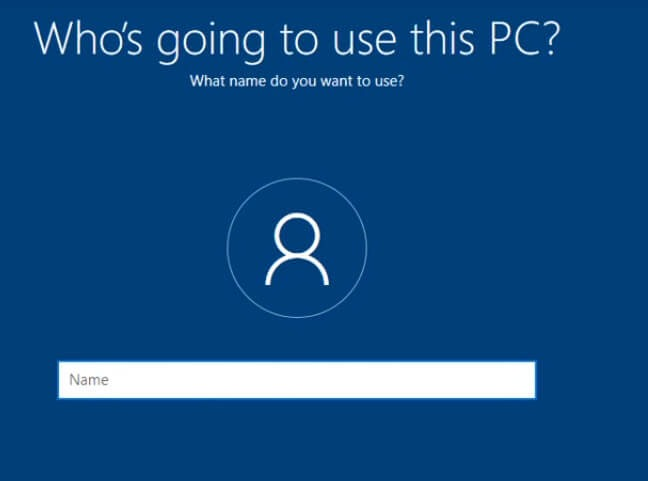 Who's going to use this PC?
What name do you want to use?
Name